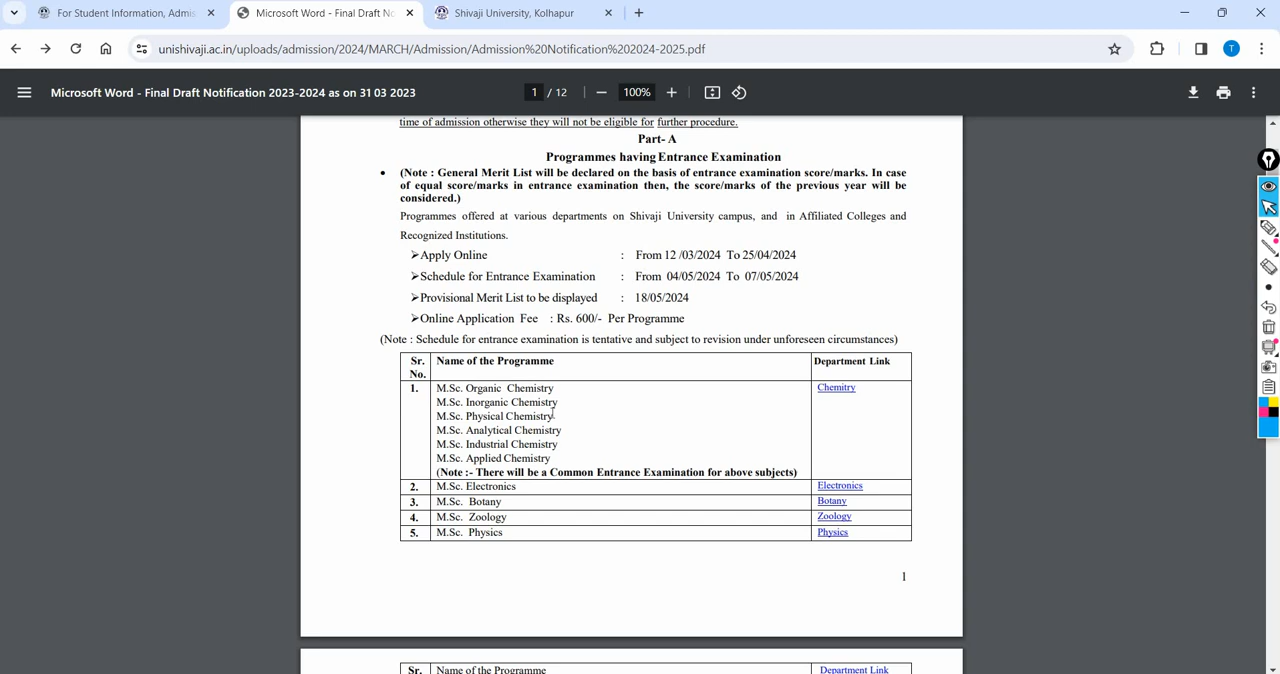 For Student Information, Admis
Microsoft Word - Final Draft No
Shivaji University, Kolhapur
unishivaji.ac.in/uploads/admission/2024/MARCH/Admission/Admission%20Notification%202024-2025.pdf
T
Microsoft Word - Final Draft Notification 2023-2024 as on 31 03 2023
1 / 12
100%
time of admission otherwise they will not be eligible for further procedure.
Part- A
Programmes having Entrance Examination
• (Note : General Merit List will be declared on the basis of entrance examination score/marks. In case
of equal score/marks in entrance examination then, the score/marks of the previous year will be
considered.)
Programmes offered at various departments on Shivaji University campus, and in Affiliated Colleges and
Recognized Institutions.
➢Apply Online : From 12 /03/2024 To 25/04/2024
➢Schedule for Entrance Examination : From 04/05/2024 To 07/05/2024
➢Provisional Merit List to be displayed : 18/05/2024
➢Online Application Fee : Rs. 600/- Per Programme
(Note : Schedule for entrance examination is tentative and subject to revision under unforeseen circumstances)
Sr. No. Name of the Programme Department Link
1. M.Sc. Organic Chemistry Chemitry
M.Sc. Inorganic Chemistry
M.Sc. Physical Chemistry
M.Sc. Analytical Chemistry
M.Sc. Industrial Chemistry
M.Sc. Applied Chemistry
(Note :- There will be a Common Entrance Examination for above subjects)
2. M.Sc. Electronics Electronics
3. M.Sc. Botany Botany
4. M.Sc. Zoology Zoology
5. M.Sc. Physics Physics
1
Sr. Name of the Programme Department Link